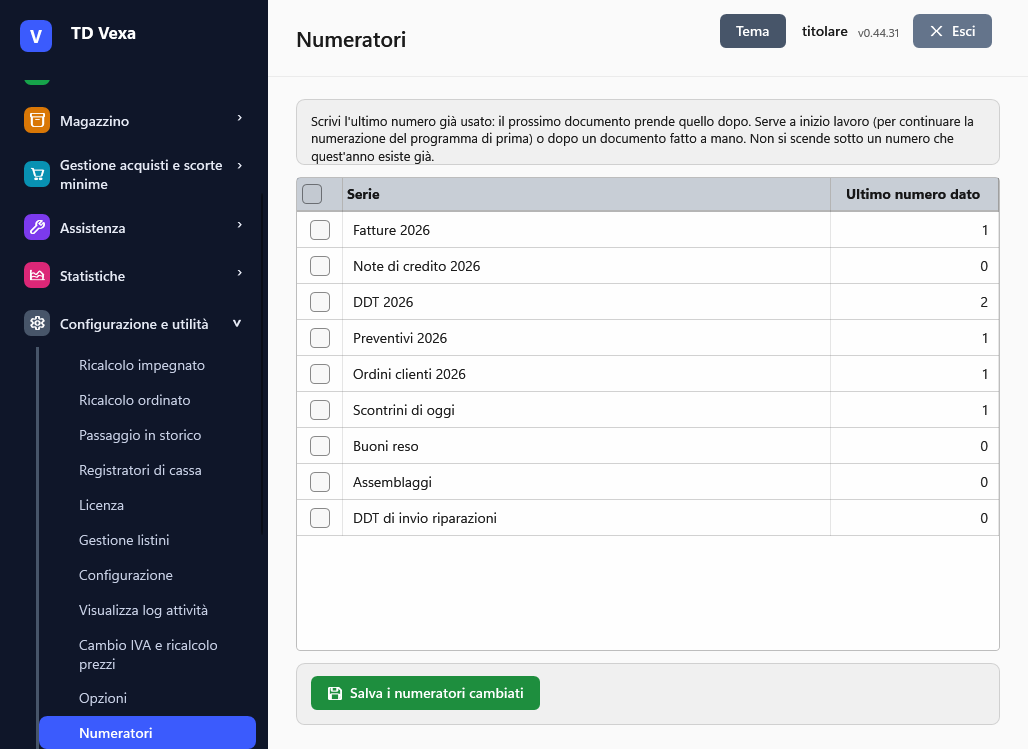 V
TD Vexa
Magazzino
Gestione acquisti e scorte
minime
Assistenza
Statistiche
Configurazione e utilità
Ricalcolo impegnato
Ricalcolo ordinato
Passaggio in storico
Registratori di cassa
Licenza
Gestione listini
Configurazione
Visualizza log attività
Cambio IVA e ricalcolo
prezzi
Opzioni
Numeratori
Numeratori
Tema
titolare
v0.44.31
Esci
Scrivi l'ultimo numero già usato: il prossimo documento prende quello dopo. Serve a inizio lavoro (per continuare la
numerazione del programma di prima) o dopo un documento fatto a mano. Non si scende sotto un numero che
quest'anno esiste già.
Serie Ultimo numero dato
Fatture 2026 1
Note di credito 2026 0
DDT 2026 2
Preventivi 2026 1
Ordini clienti 2026 1
Scontrini di oggi 1
Buoni reso 0
Assemblaggi 0
DDT di invio riparazioni 0
Salva i numeratori cambiati